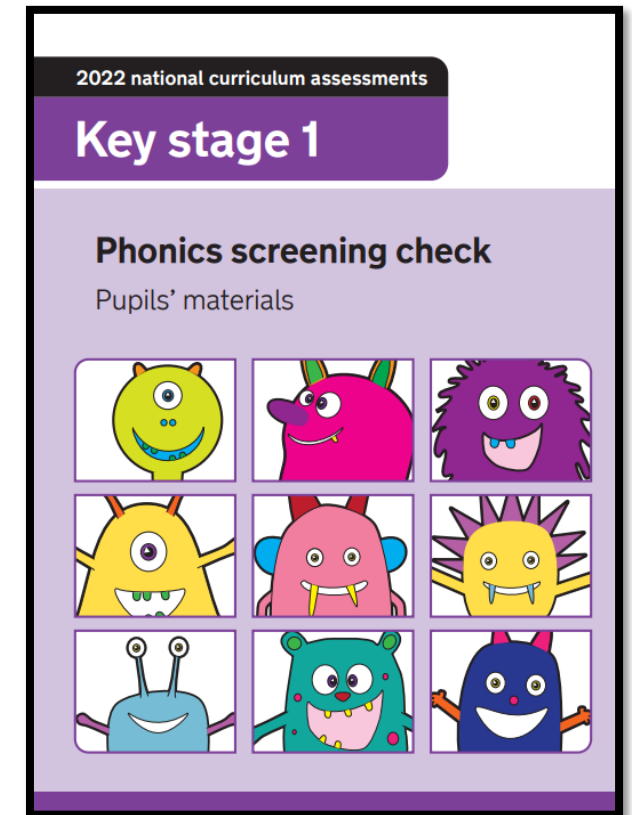 2022 national curriculum assessments
Key stage 1
Phonics screening check
Pupils’ materials